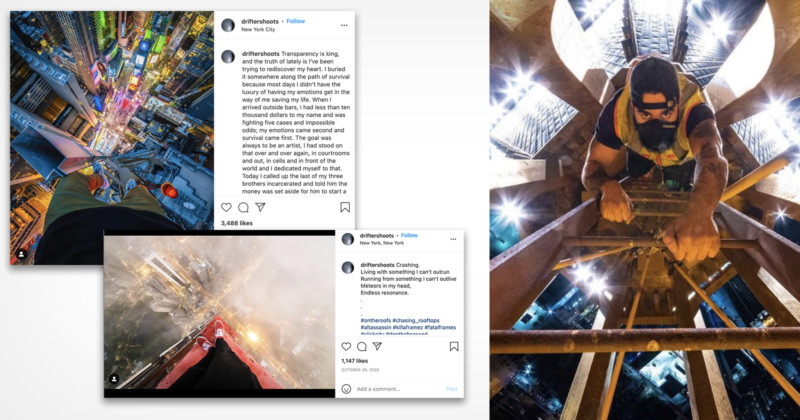 driftershoots • Follow
New York City
driftershoots Transparency is king,
and the truth of lately is I've been
trying to rediscover my heart. I buried
it somewhere along the path of survival
because most days I didn't have the
luxury of having my emotions get in the
way of me saving my life. When I
arrived outside bars, I had less than ten
thousand dollars to my name and was
fighting five cases and impossible
odds; my emotions came second and
survival came first. The goal was
always to be an artist, I had stood on
that over and over again, in courtrooms
and out, in cells and in front of the
world and I dedicated myself to that.
Today I called up the last of my three
brothers incarcerated and told him the
money was set aside for him to start a
3,488 likes
driftershoots • Follow
New York, New York
driftershoots Crashing.
Living with something I can't outrun
Running from something I can't outlive
Meteors in my head,
Endless resonance.
.
.
.
#ontheroofs #chasing_rooftops
#altassassin #killaframez #fatalframes
1,147 likes
OCTOBER 25, 2020
Add a comment... Post